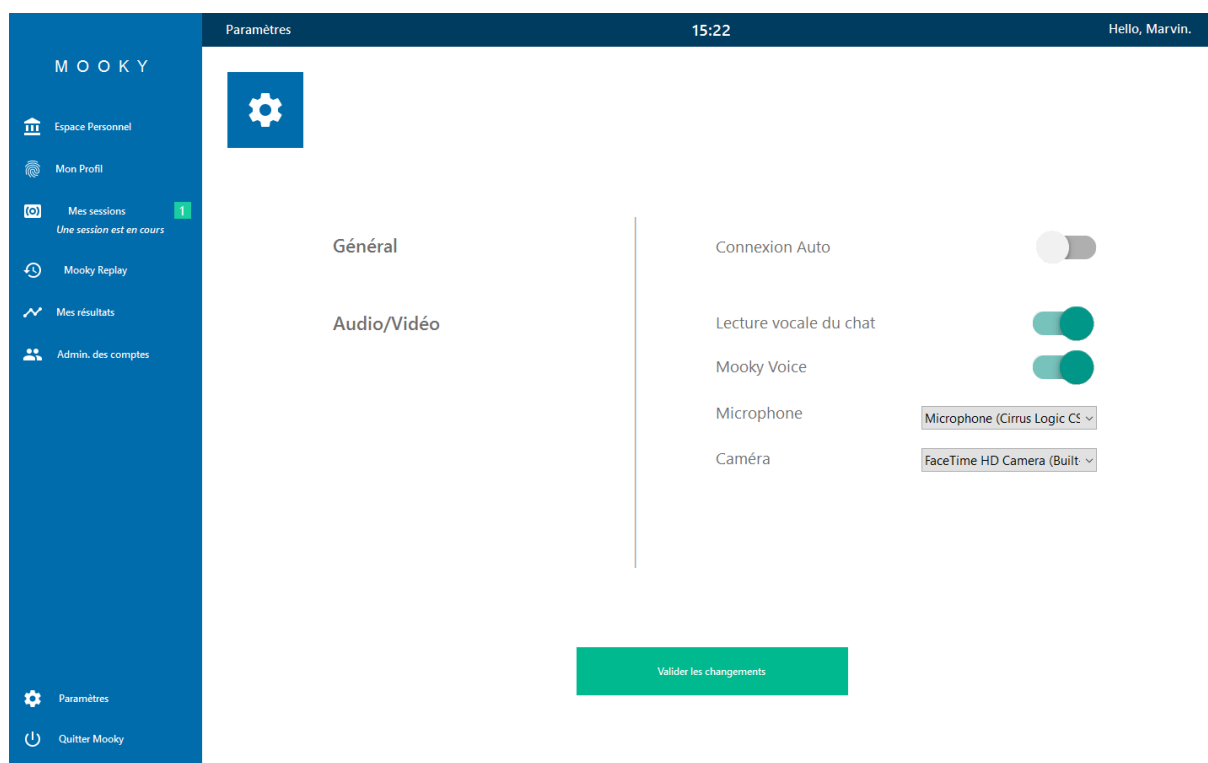 Paramètres
15:22
Hello, Marvin.
MOOKY
Espace Personnel
Mon Profil
Mes sessions
1
Une session est en cours
Mooky Replay
Mes résultats
Admin. des comptes
Paramètres
Quitter Mooky
Général
Connexion Auto
Audio/Vidéo
Lecture vocale du chat
Mooky Voice
Microphone
Microphone (Cirrus Logic CS
Caméra
FaceTime HD Camera (Built-
Valider les changements